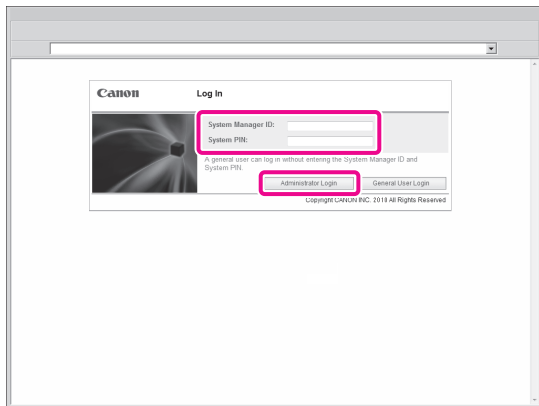 Canon
Log In
System Manager ID:
System PIN:
A general user can log in without entering the System Manager ID and
System PIN.
Administrator Login
General User Login
Copyright CANON INC. 2010 All Rights Reserved